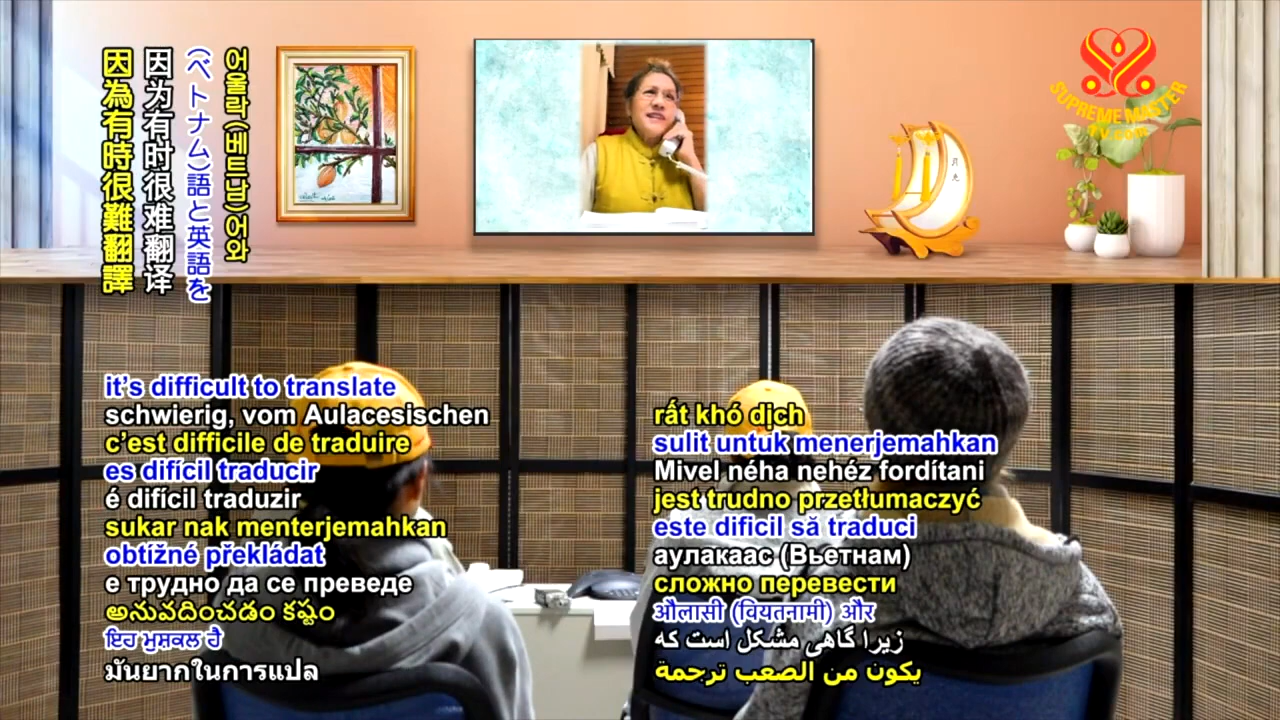 因為有時很難翻譯
因为有时很难翻译
(ベトナム)語と英語を
어울락(베트남)어와
SUPREME MASTER
TV.com
it's difficult to translate
schwierig, vom Aulacesischen
c'est difficile de traduire
es difícil traducir
é difícil traduzir
sukar nak menterjemahkan
obtížné překládat
е трудно да се преведе
అనువదించడం కష్టం
ਇਹ ਮੁਸ਼ਕਲ ਹੈ
มันยากในการแปล
rất khó dịch
sulit untuk menerjemahkan
Mivel néha nehéz fordítani
jest trudno przetłumaczyć
este dificil să traduci
аулакаас (Вьетнам)
сложно перевести
औलासी (वियतनामी) और
زیرا گاهی مشکل است که
يكون من الصعب ترجمة